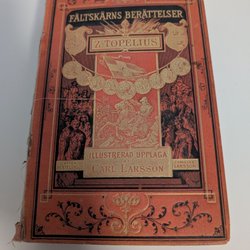 FÄLTSKÄRNS BERÄTTELSER
Z. TOPELIUS
ILLUSTRERAD UPPLAGA
CARL LARSSON